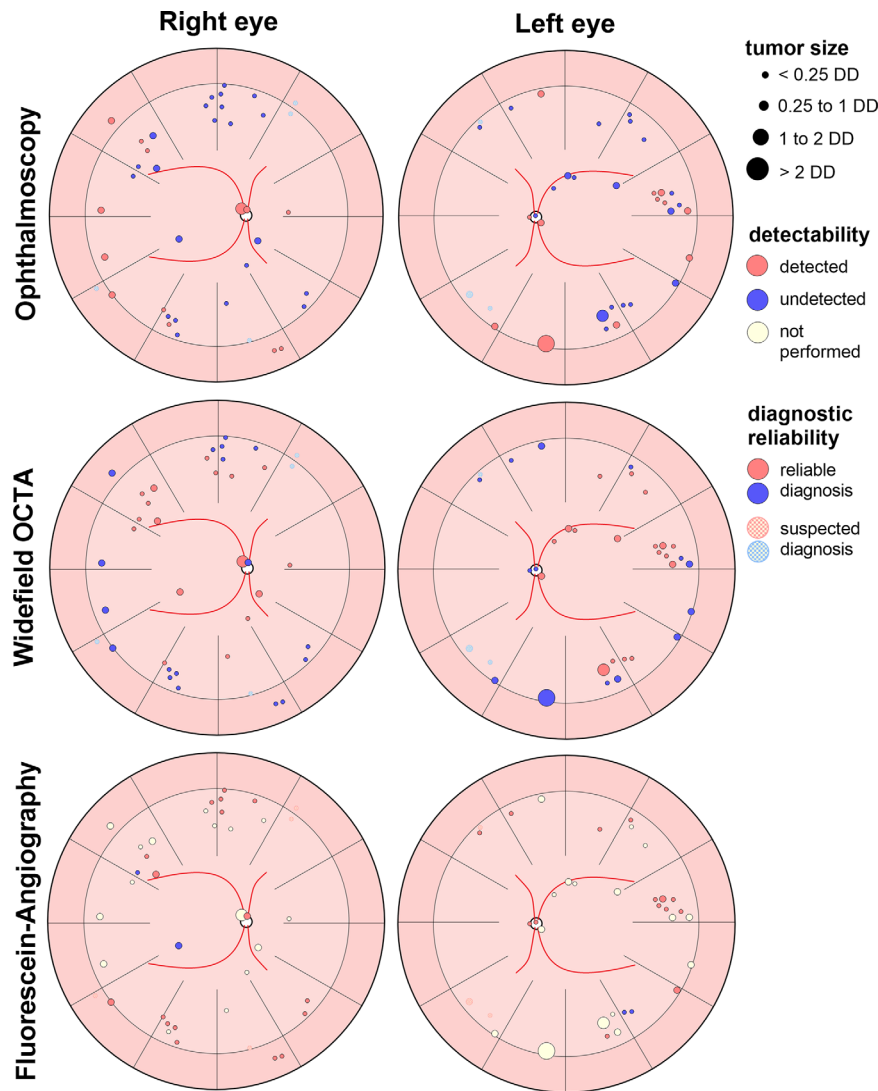 Right eye
Left eye
tumor size
< 0.25 DD
0.25 to 1 DD
1 to 2 DD
> 2 DD
detectability
detected
undetected
not
performed
diagnostic
reliability
reliable
diagnosis
suspected
diagnosis
Ophthalmoscopy
Widefield OCTA
Fluorescein-Angiography